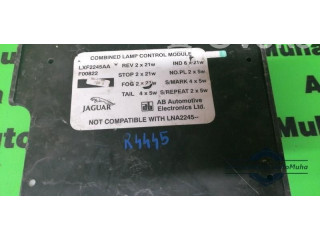 COMBINED LAMP CONTROL MODULE
LXF2245AA REV 2 x 21w IND 6 x 21w
F00822 STOP 2 x 21w NO.PL 2 x 5w
FOG 2 x 21w S/MARK 4 x 5w
TAIL 4 x 5w S/REPEAT 2 x 5w
JAGUAR AB Automotive Electronics Ltd.
NOT COMPATIBLE WITH LNA2245--
R4445